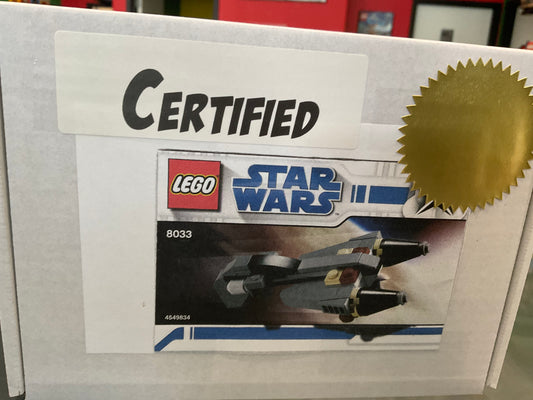 CERTIFIED
LEGO
STAR
WARS
8033
4549834